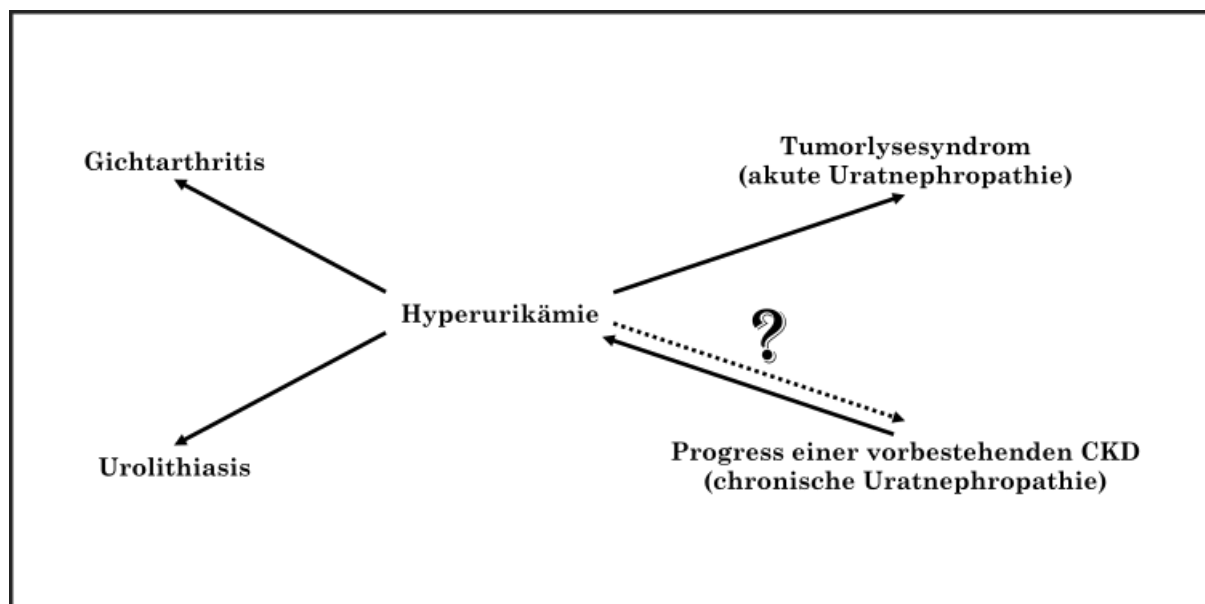 Gichtarthritis
Tumorlysesyndrom
(akute Uratnephropathie)
Hyperurikämie
?
Urolithiasis
Progress einer vorbestehenden CKD
(chronische Uratnephropathie)